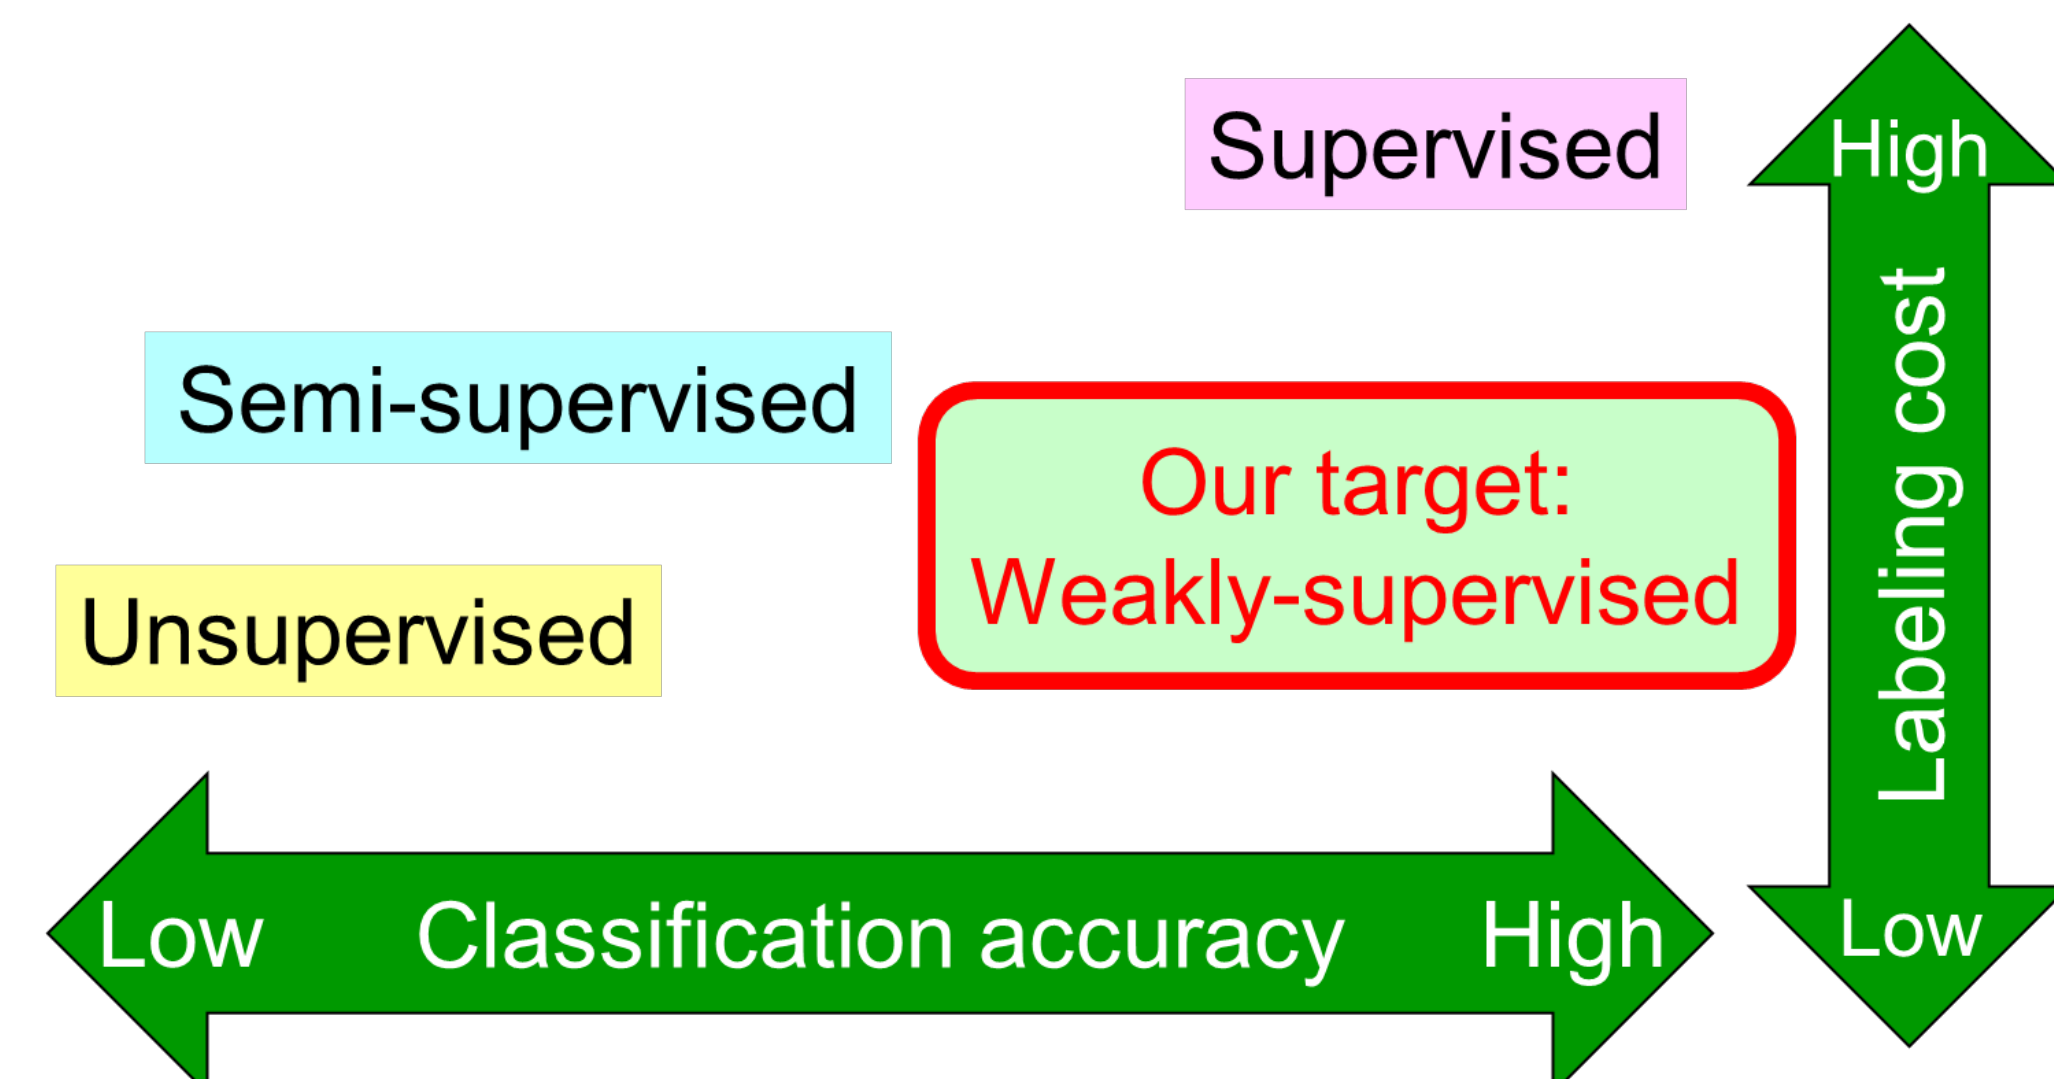 Supervised
High
Semi-supervised
Our target:
Weakly-supervised
Labeling cost
Unsupervised
Low Classification accuracy High
Low